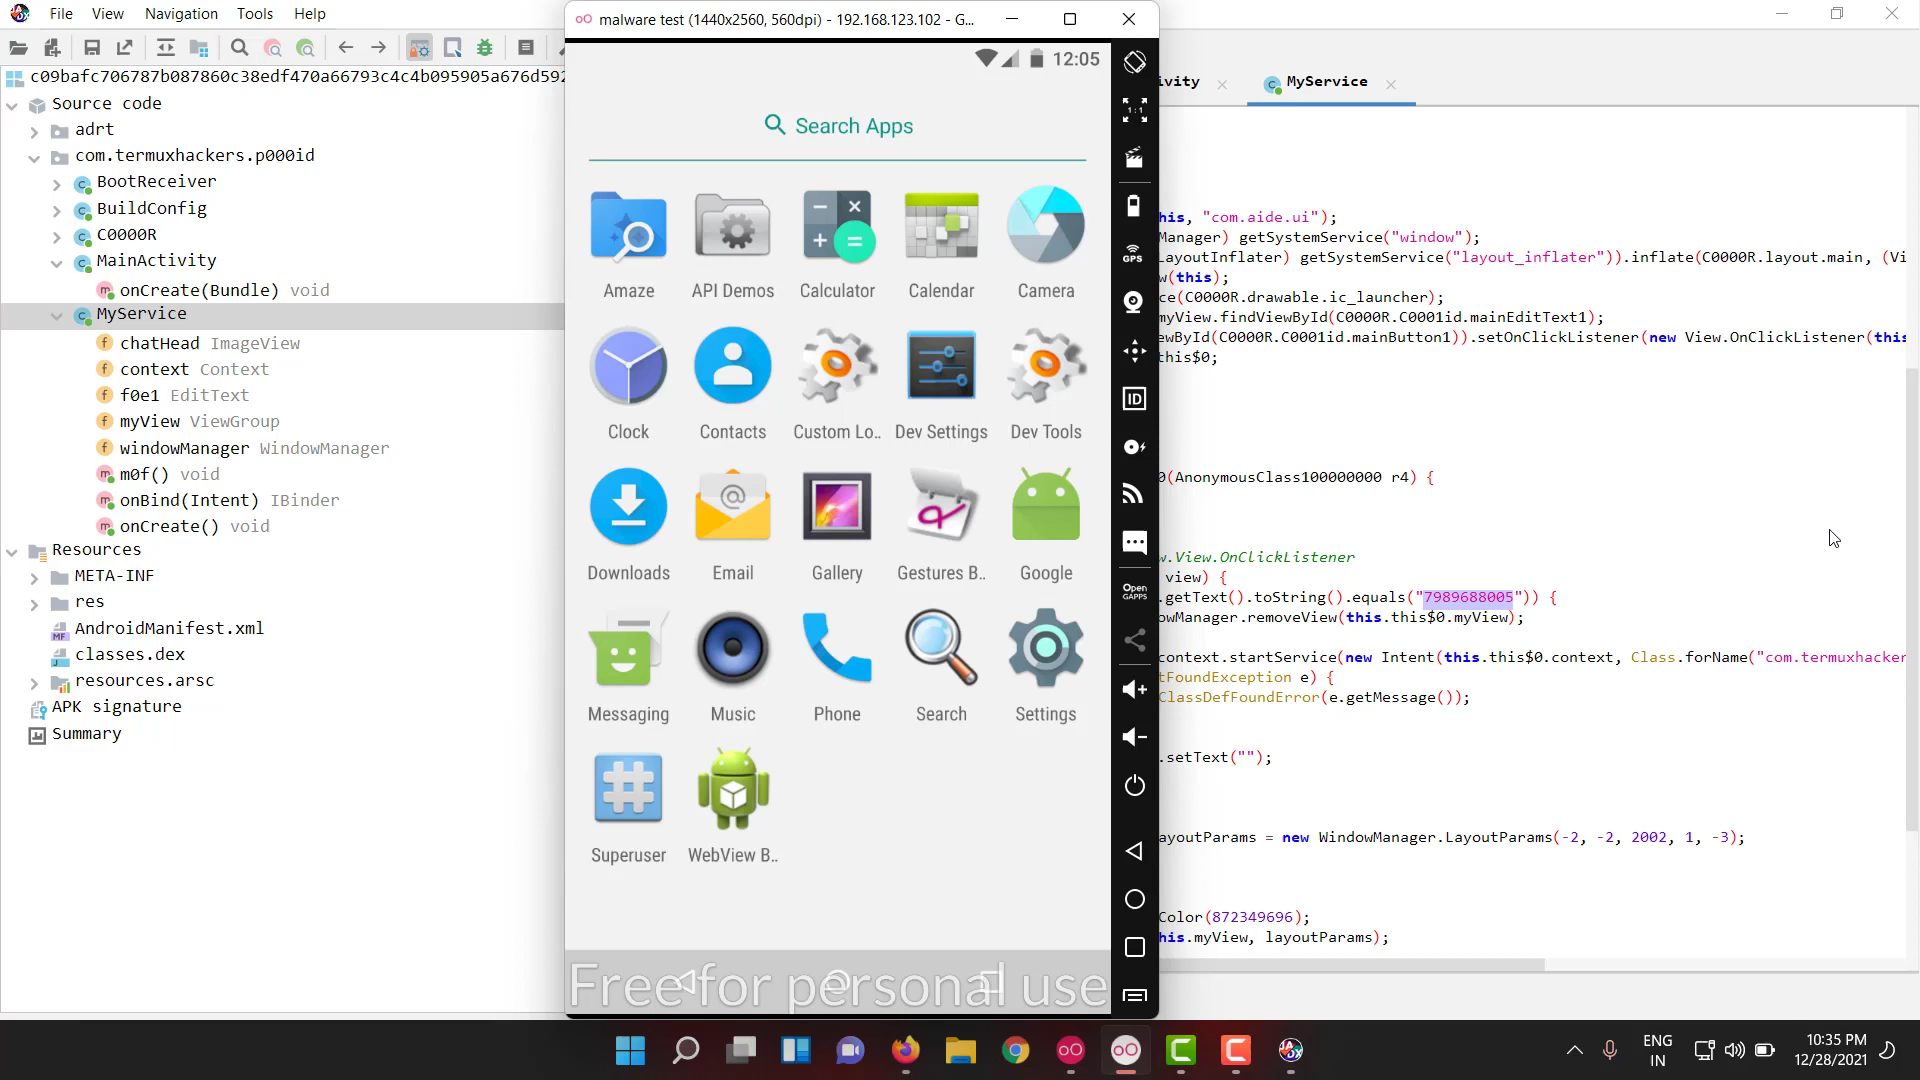 File View Navigation Tools Help
malware test (1440x2560, 560dpi) - 192.168.123.102 - G...
c09bafc706787b087860c38edf470a66793c4c4b095905a676d592
Source code
adrt
com.termuxhackers.p000id
BootReceiver
BuildConfig
C0000R
MainActivity
onCreate(Bundle) void
MyService
chatHead ImageView
context Context
f0e1 EditText
myView ViewGroup
windowManager WindowManager
m0f() void
onBind(Intent) IBinder
onCreate() void
Resources
META-INF
res
AndroidManifest.xml
classes.dex
resources.arsc
APK signature
Summary
12:05
Search Apps
Amaze API Demos Calculator Calendar Camera
Clock Contacts Custom Lo.. Dev Settings Dev Tools
Downloads Email Gallery Gestures B.. Google
Messaging Music Phone Search Settings
Superuser WebView B..
Free for personal use
1:1
GPS
ID
Open
GAPPS
ivity MyService
his, "com.aide.ui");
Manager) getSystemService("window");
LayoutInflater) getSystemService("layout_inflater")).inflate(C0000R.layout.main, (Vi
w(this);
ce(C0000R.drawable.ic_launcher);
myView.findViewById(C0000R.C0001id.mainEditText1);
ewById(C0000R.C0001id.mainButton1)).setOnClickListener(new View.OnClickListener(this
this$0;
0(AnonymousClass100000000 r4) {
w.View.OnClickListener
view) {
.getText().toString().equals("7989688005")) {
owManager.removeView(this.this$0.myView);
context.startService(new Intent(this.this$0.context, Class.forName("com.termuxhacker
tFoundException e) {
ClassDefFoundError(e.getMessage());
.setText("");
ayoutParams = new WindowManager.LayoutParams(-2, -2, 2002, 1, -3);
Color(872349696);
his.myView, layoutParams);
ENG
IN
10:35 PM
12/28/2021